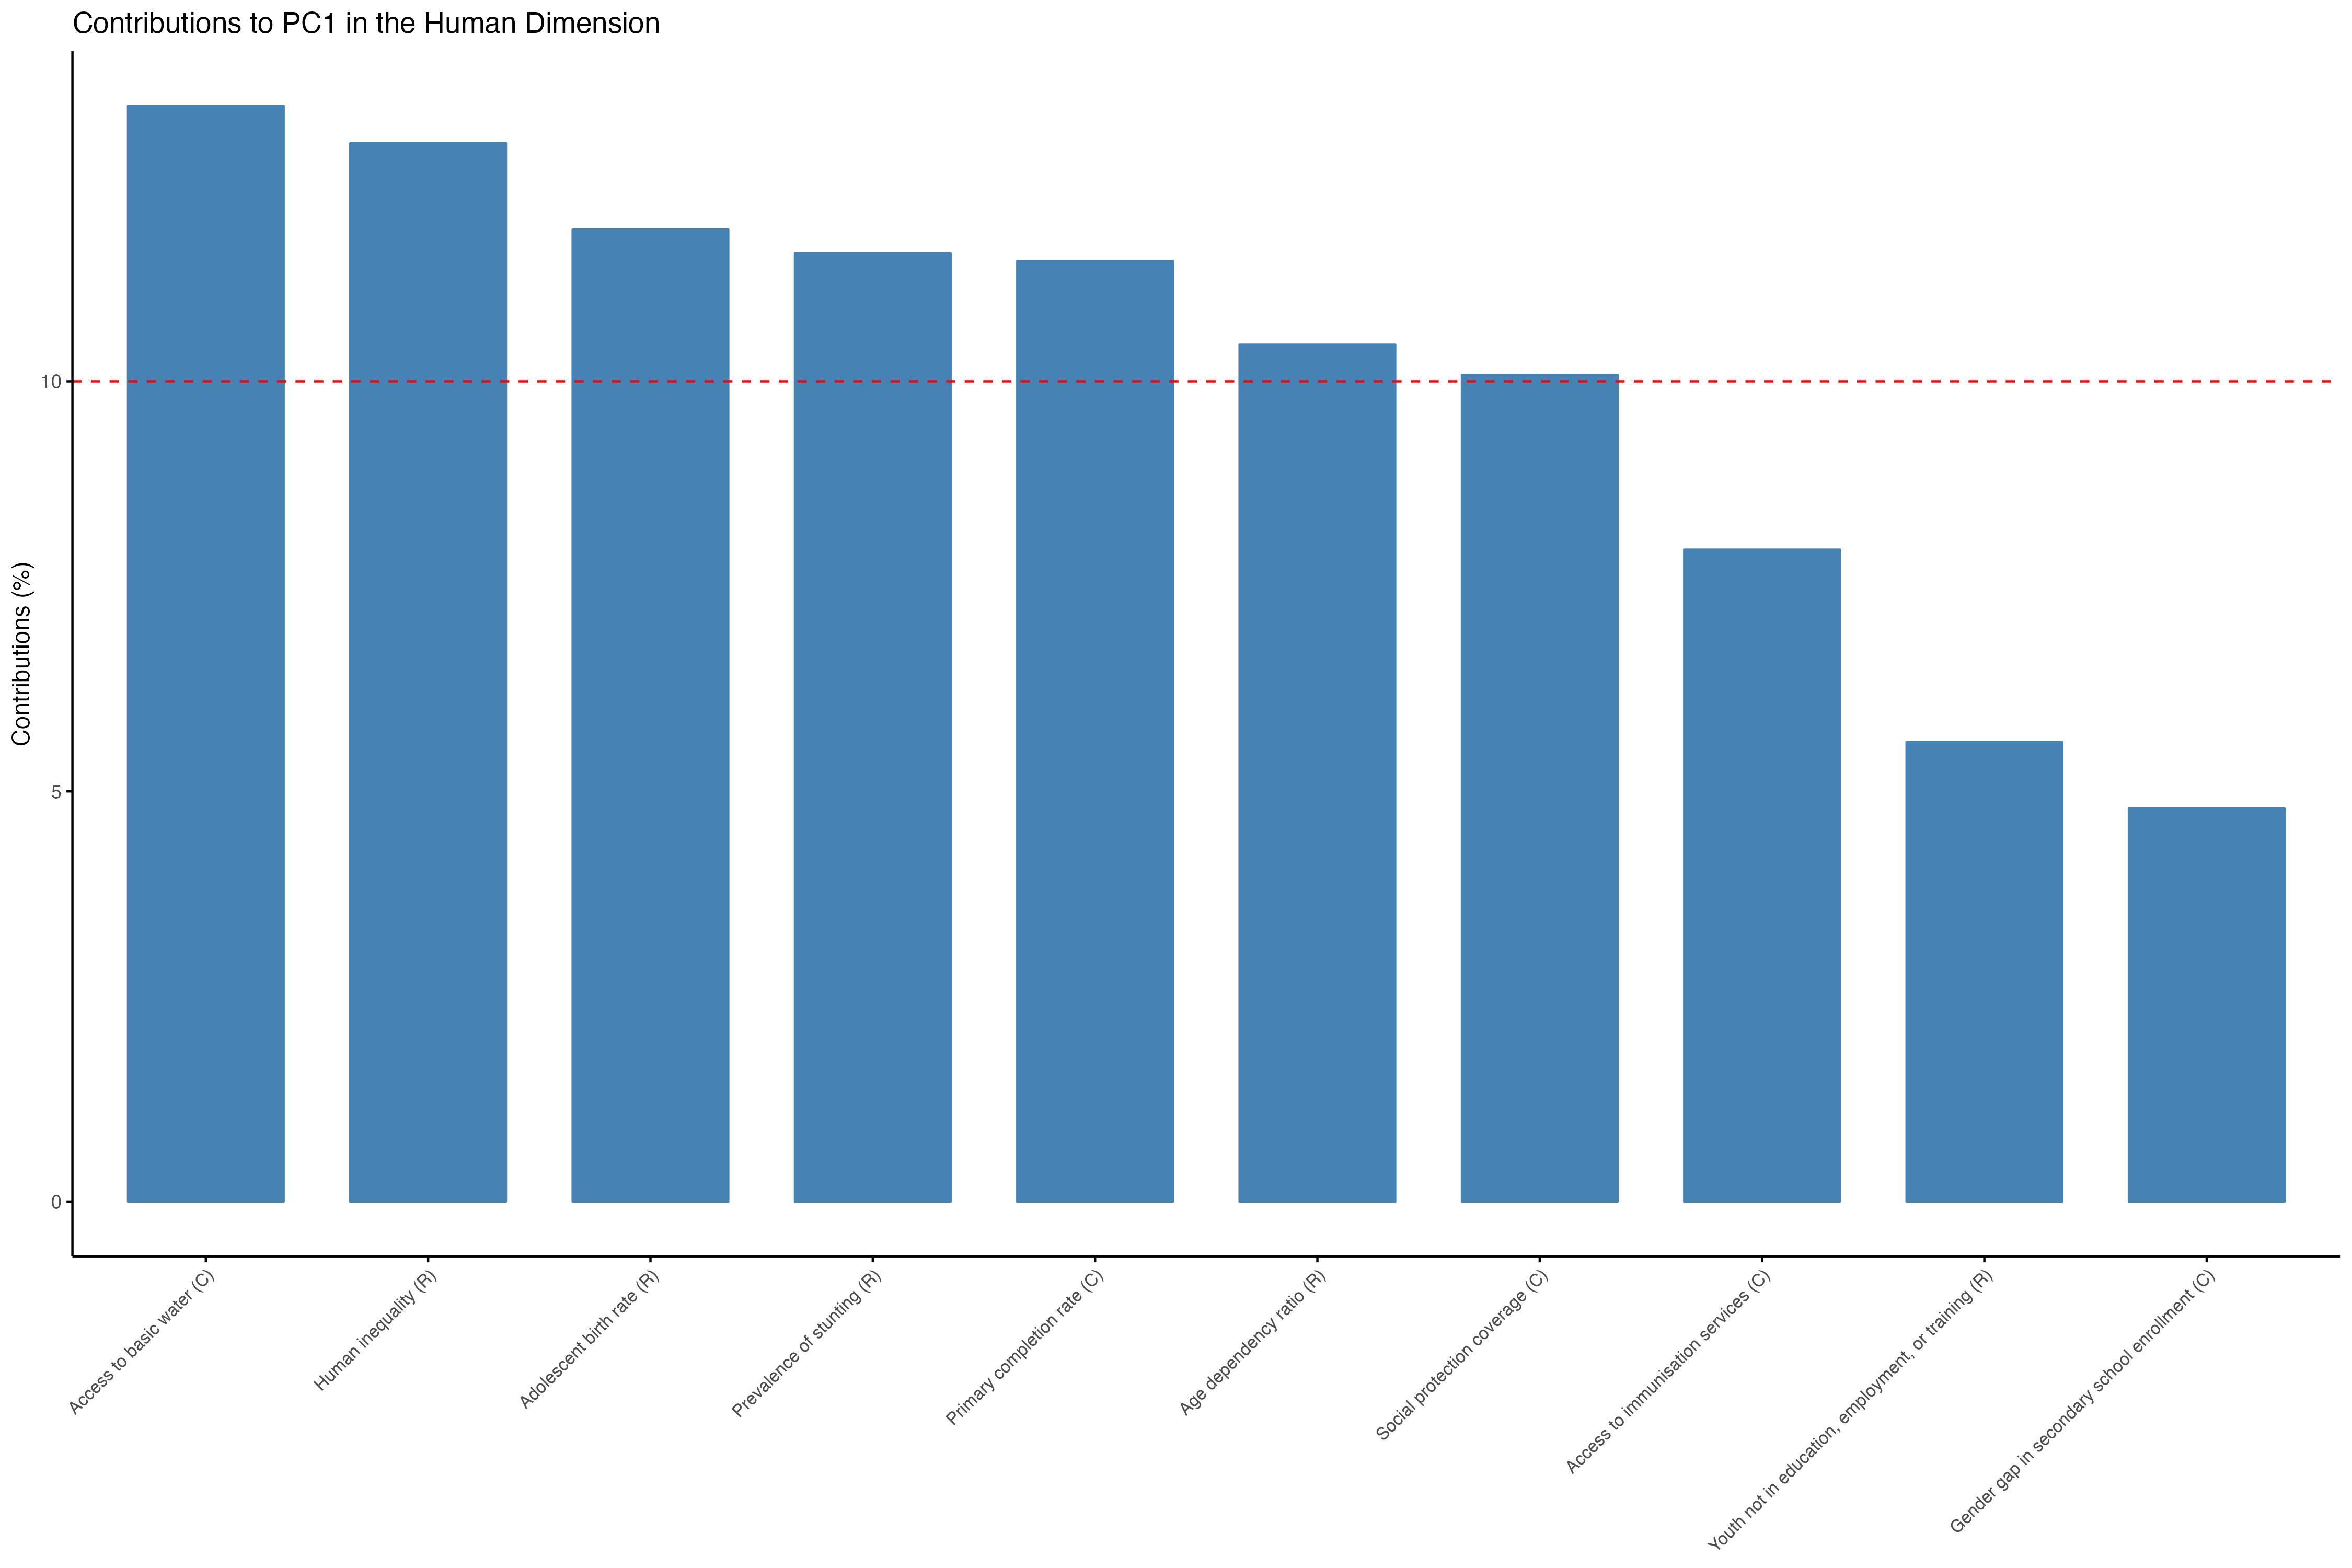 Contributions to PC1 in the Human Dimension
Contributions (%)
10
5
0
Access to basic water (C)
Human inequality (R)
Adolescent birth rate (R)
Prevalence of stunting (R)
Primary completion rate (C)
Age dependency ratio (R)
Social protection coverage (C)
Access to immunisation services (C)
Youth not in education, employment, or training (R)
Gender gap in secondary school enrollment (C)